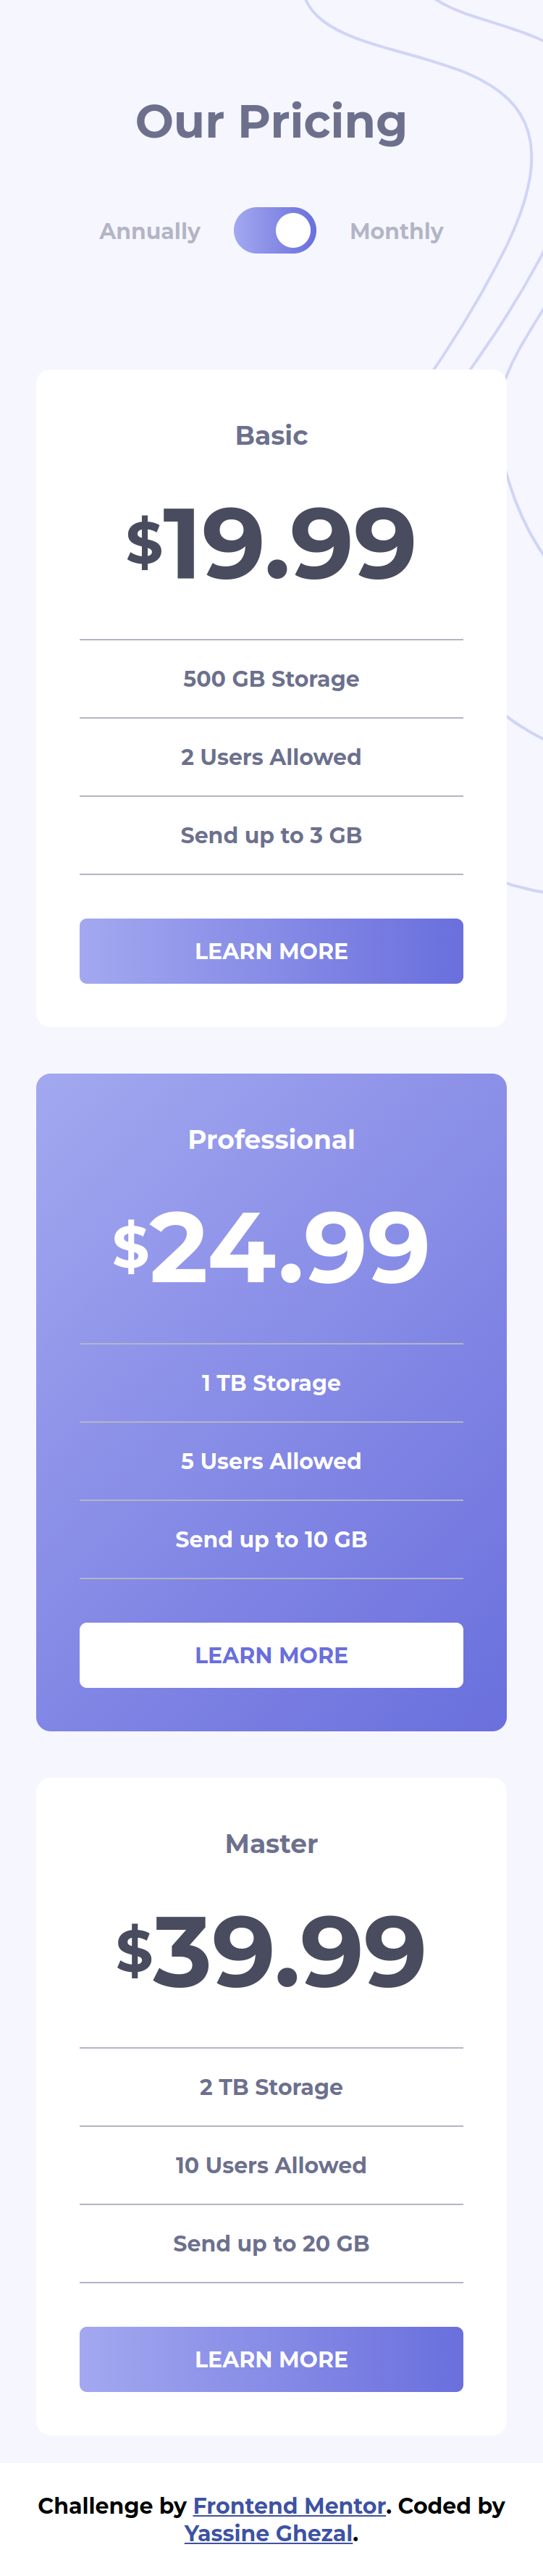 Our Pricing
Annually Monthly
Basic
$19.99
500 GB Storage
2 Users Allowed
Send up to 3 GB
LEARN MORE
Professional
$24.99
1 TB Storage
5 Users Allowed
Send up to 10 GB
LEARN MORE
Master
$39.99
2 TB Storage
10 Users Allowed
Send up to 20 GB
LEARN MORE
Challenge by Frontend Mentor. Coded by
Yassine Ghezal.